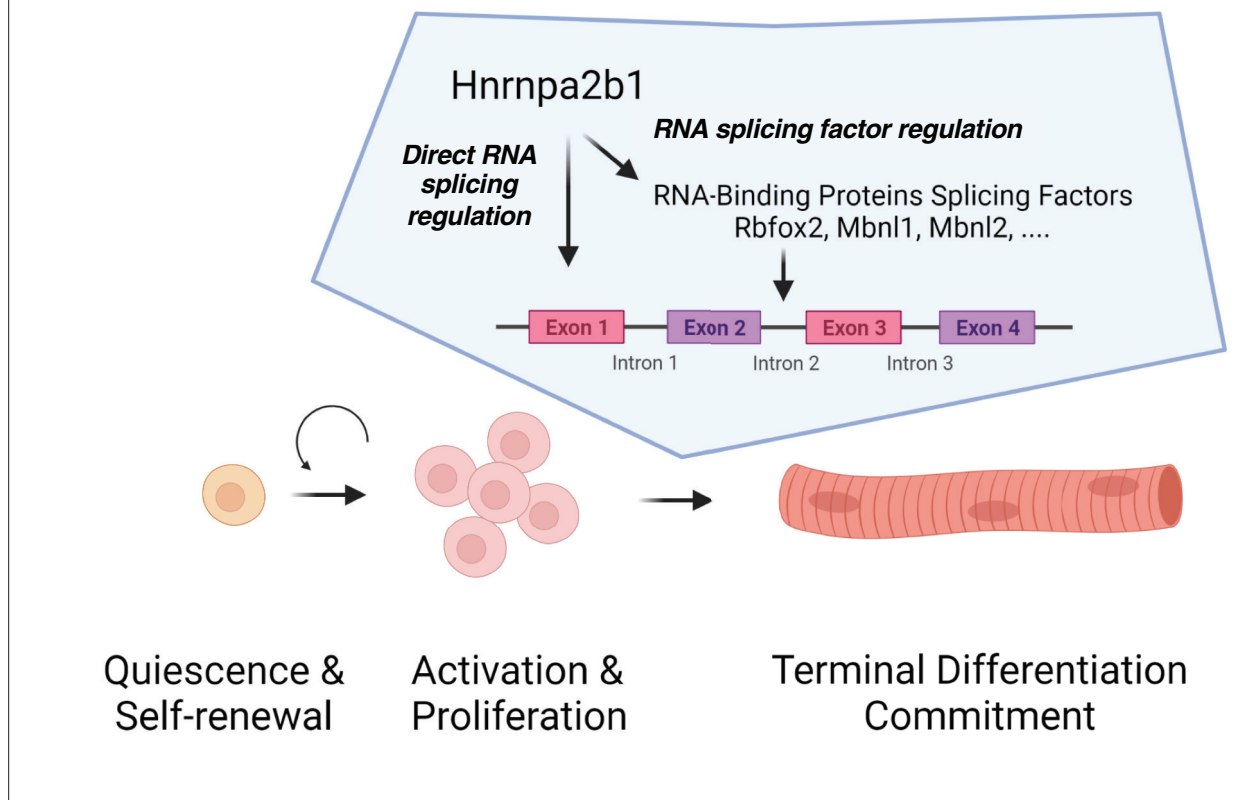 Hnrnpa2b1
RNA splicing factor regulation
Direct RNA
splicing
regulation
RNA-Binding Proteins Splicing Factors
Rbfox2, Mbnl1, Mbnl2, ....
Exon 1 Exon 2 Exon 3 Exon 4
Intron 1 Intron 2 Intron 3
Quiescence &
Self-renewal
Activation &
Proliferation
Terminal Differentiation
Commitment